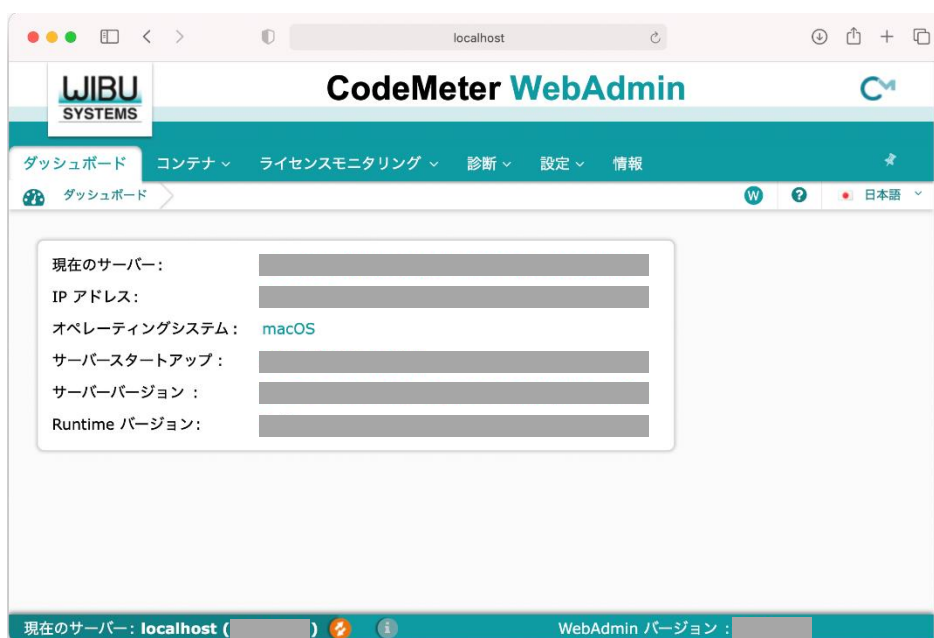 localhost
WIBU
SYSTEMS
CodeMeter WebAdmin
CM
ダッシュボード コンテナ ライセンスモニタリング 診断 設定 情報
ダッシュボード W ? 日本語
現在のサーバー:
IP アドレス:
オペレーティングシステム: macOS
サーバースタートアップ:
サーバーバージョン :
Runtime バージョン:
現在のサーバー: localhost ( ) i WebAdmin バージョン :